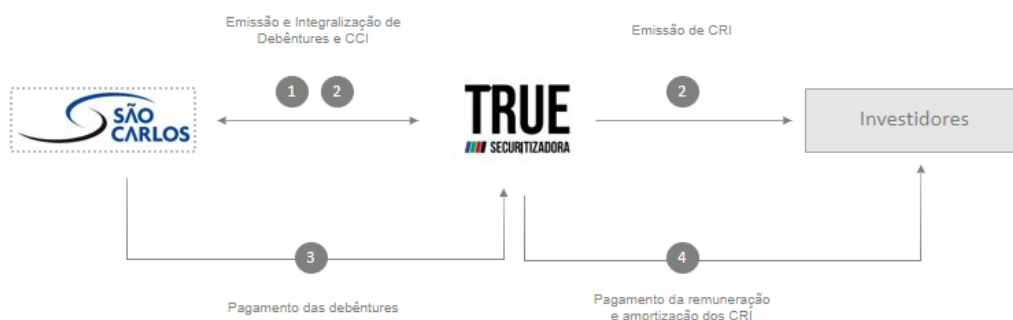 Emissão e Integralização de
Debêntures e CCI
Emissão de CRI
1
2
2
SÃO
CARLOS
TRUE
SECURITIZADORA
Investidores
3
4
Pagamento das debêntures
Pagamento da remuneração
e amortização dos CRI